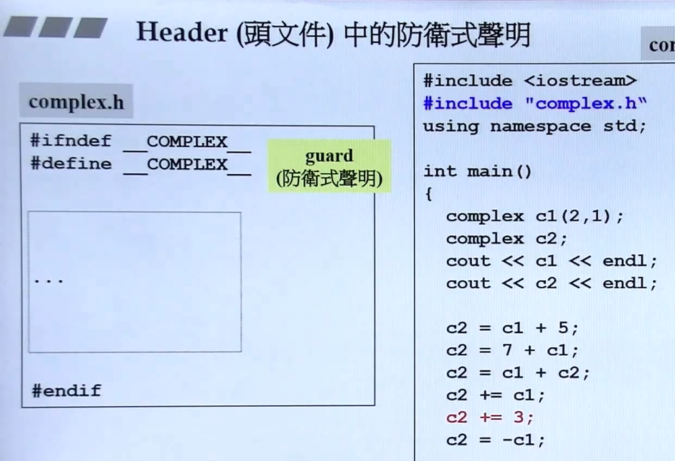 Header (頭文件) 中的防衛式聲明
complex.h
#ifndef __COMPLEX__
#define __COMPLEX__
guard
(防衛式聲明)
...
#endif
#include <iostream>
#include "complex.h"
using namespace std;
int main()
{
complex c1(2,1);
complex c2;
cout << c1 << endl;
cout << c2 << endl;
c2 = c1 + 5;
c2 = 7 + c1;
c2 = c1 + c2;
c2 += c1;
c2 += 3;
c2 = -c1;